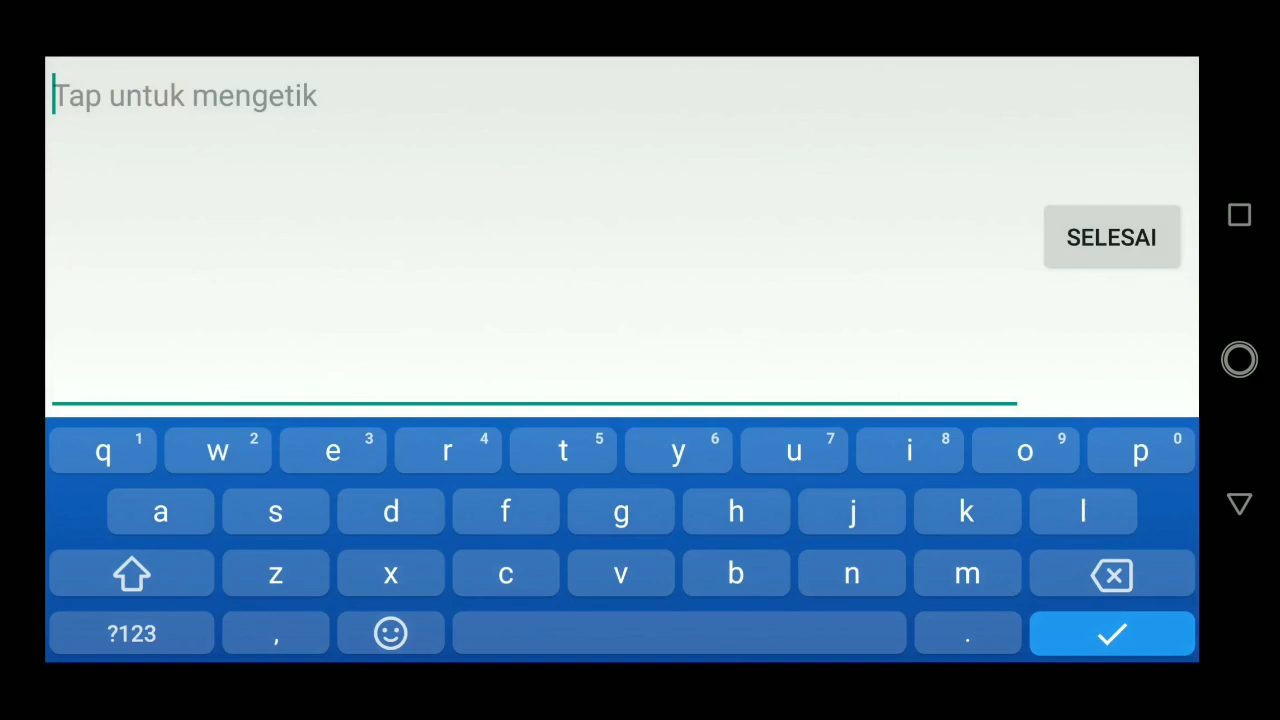 Tap untuk mengetik
SELESAI
q 1 w 2 e 3 r 4 t 5 y 6 u 7 i 8 o 9 p 0
a s d f g h j k l
z x c v b n m
?123 , .